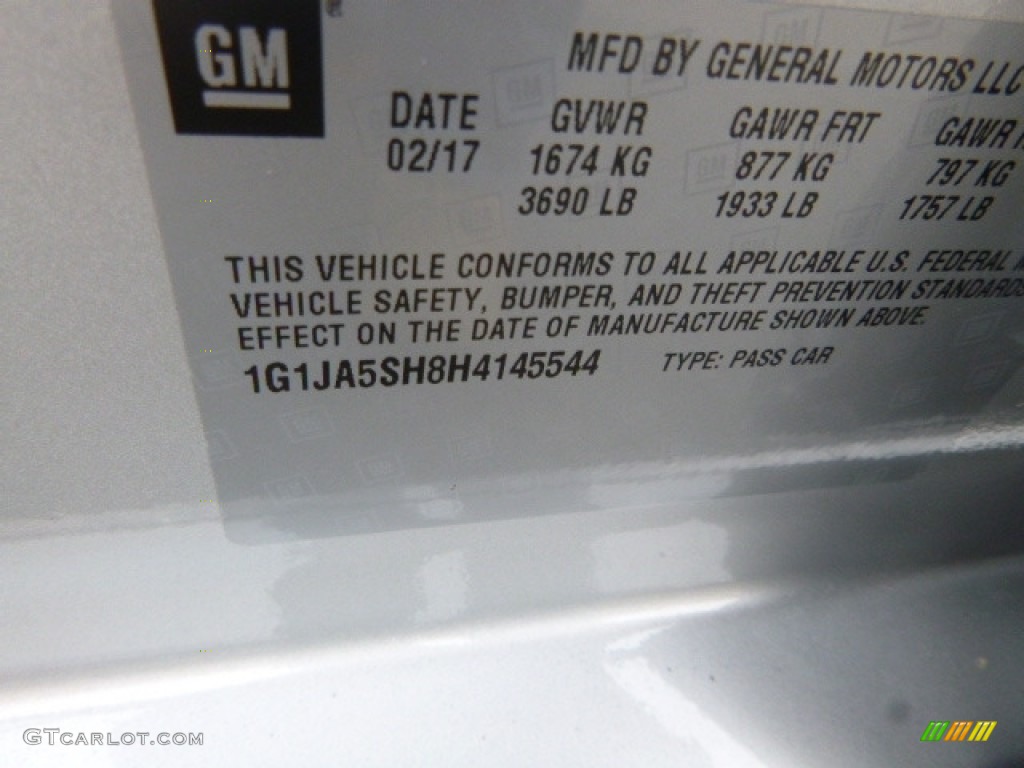 GM
MFD BY GENERAL MOTORS LLC
DATE GVWR GAWR FRT GAWR
02/17 1674 KG 877 KG 797 KG
3690 LB 1933 LB 1757 LB
THIS VEHICLE CONFORMS TO ALL APPLICABLE U.S. FEDERAL
VEHICLE SAFETY, BUMPER, AND THEFT PREVENTION STANDARDS
EFFECT ON THE DATE OF MANUFACTURE SHOWN ABOVE.
1G1JA5SH8H4145544 TYPE: PASS CAR
GTCARLOT.COM